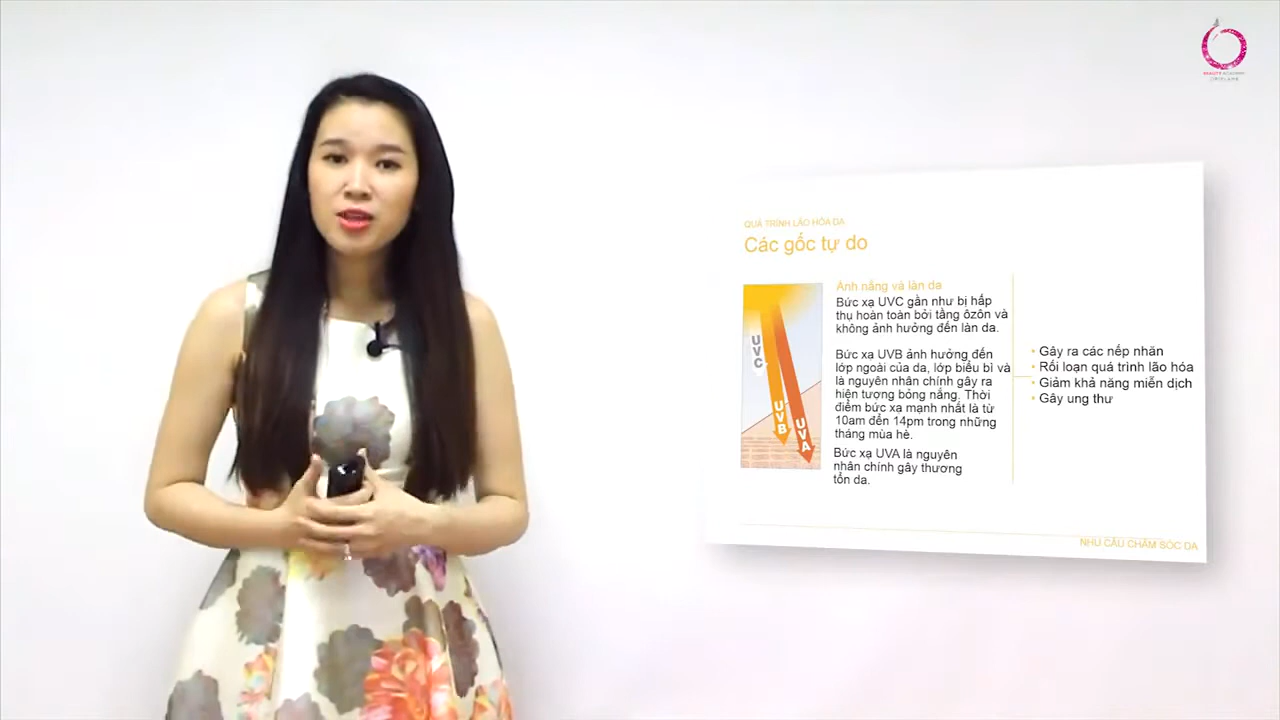 BEAUTY ACADEMY
QUÁ TRÌNH LÃO HÓA DA
Các gốc tự do
Ánh nắng và làn da
Bức xạ UVC gần như bị hấp
thụ hoàn toàn bởi tầng ôzôn và
không ảnh hưởng đến làn da.
Bức xạ UVB ảnh hưởng đến
lớp ngoài của da, lớp biểu bì và
là nguyên nhân chính gây ra
hiện tượng bỏng nắng. Thời
điểm bức xạ mạnh nhất là từ
10am đến 14pm trong những
tháng mùa hè.
Bức xạ UVA là nguyên
nhân chính gây thương
tổn da.
UVC
UVB
UVA
• Gây ra các nếp nhăn
• Rối loạn quá trình lão hóa
• Giảm khả năng miễn dịch
• Gây ung thư
NHU CẦU CHĂM SÓC DA